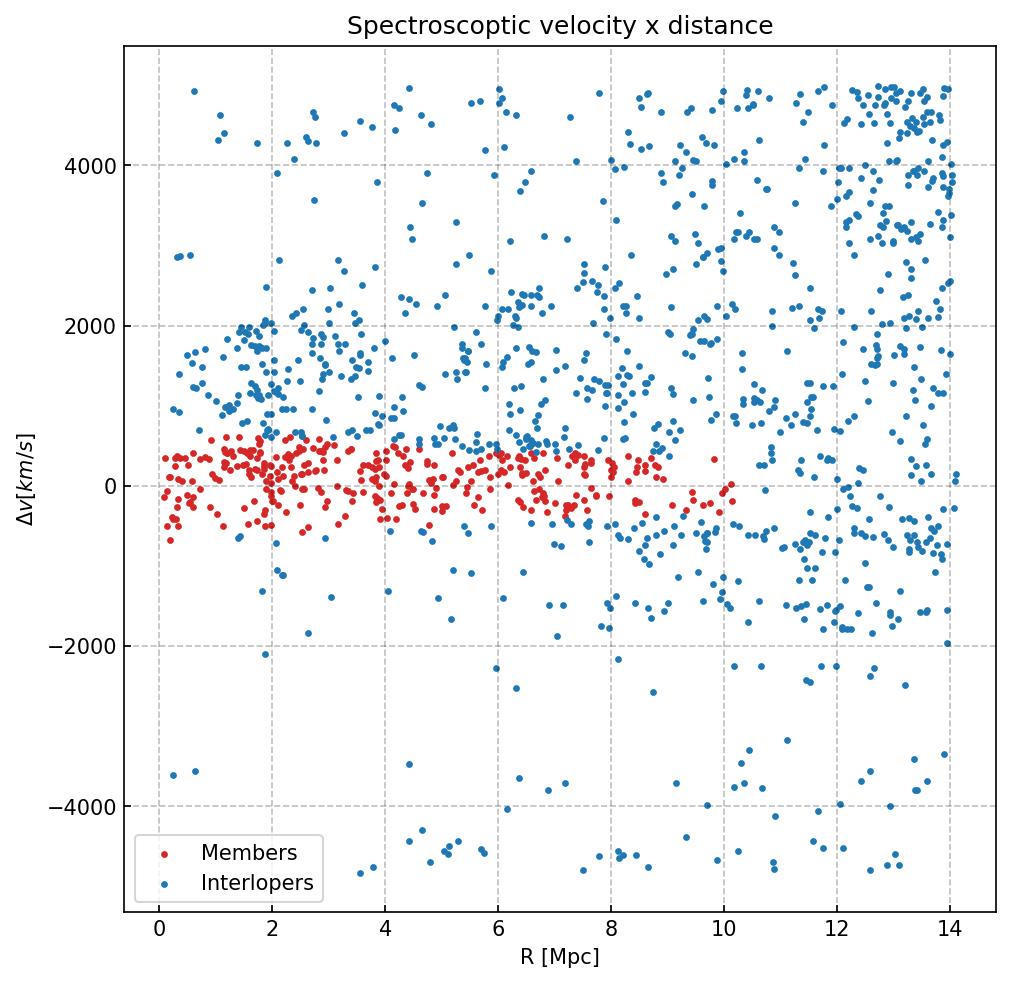 Spectroscoptic velocity x distance
4000
2000
0
−2000
−4000
Δv[km/s]
Members
Interlopers
0 2 4 6 8 10 12 14
R [Mpc]